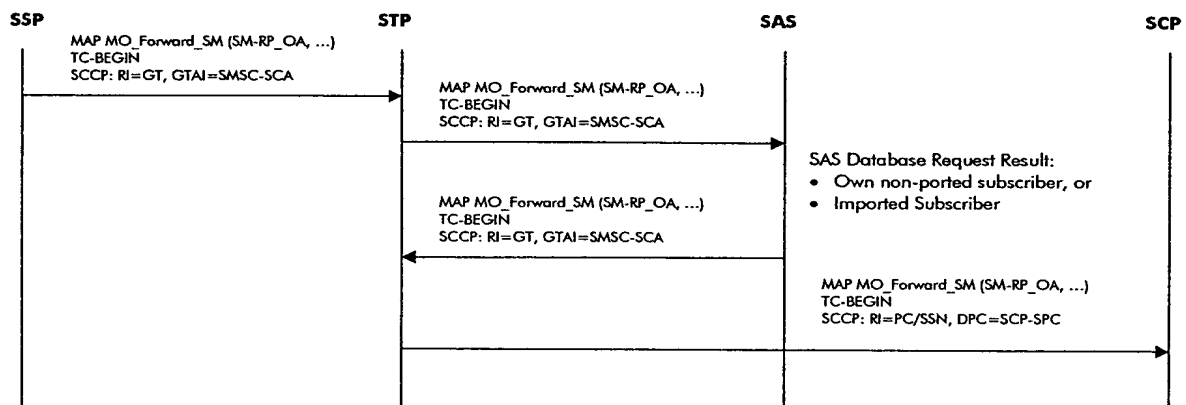 SSP
STP
SAS
SCP
MAP MO_Forward_SM (SM-RP_OA, ...)
TC-BEGIN
SCCP: RI=GT, GTAI=SMSC-SCA
MAP MO_Forward_SM (SM-RP_OA, ...)
TC-BEGIN
SCCP: RI=GT, GTAI=SMSC-SCA
SAS Database Request Result:
• Own non-ported subscriber, or
• Imported Subscriber
MAP MO_Forward_SM (SM-RP_OA, ...)
TC-BEGIN
SCCP: RI=GT, GTAI=SMSC-SCA
MAP MO_Forward_SM (SM-RP_OA, ...)
TC-BEGIN
SCCP: RI=PC/SSN, DPC=SCP-SPC